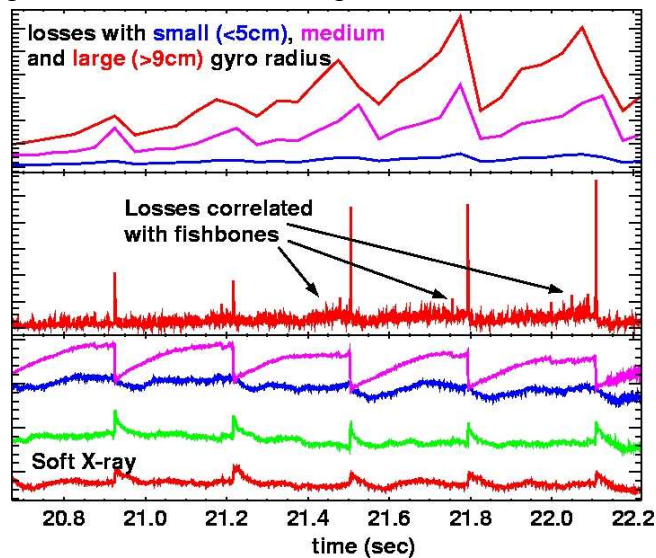 losses with small (<5cm), medium
and large (>9cm) gyro radius
Losses correlated
with fishbones
Soft X-ray
20.8 21.0 21.2 21.4 21.6 21.8 22.0 22.2
time (sec)